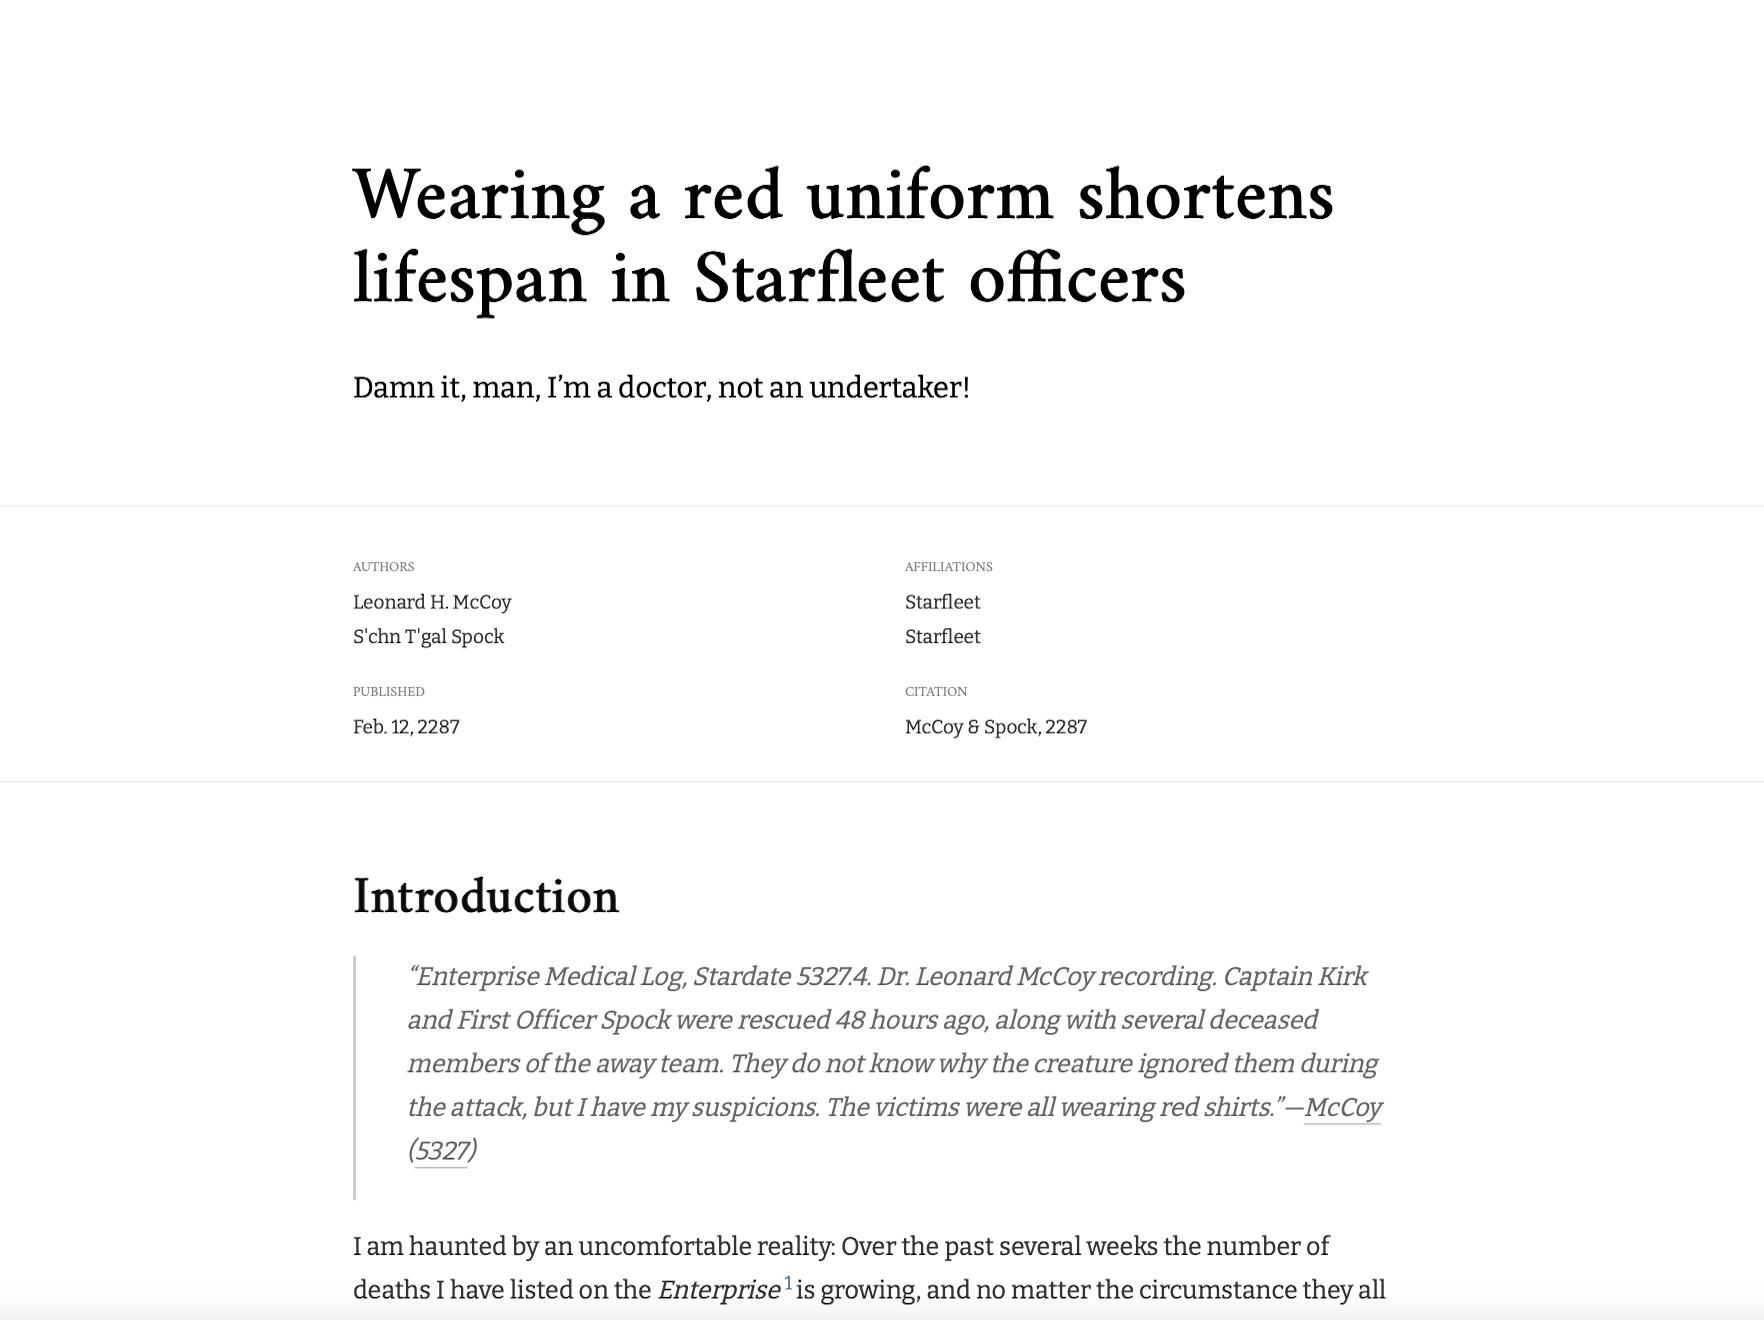 Wearing a red uniform shortens
lifespan in Starfleet officers
Damn it, man, I’m a doctor, not an undertaker!
AUTHORS
Leonard H. McCoy
S'chn T'gal Spock
AFFILIATIONS
Starfleet
Starfleet
PUBLISHED
Feb. 12, 2287
CITATION
McCoy & Spock, 2287
Introduction
“Enterprise Medical Log, Stardate 5327.4. Dr. Leonard McCoy recording. Captain Kirk
and First Officer Spock were rescued 48 hours ago, along with several deceased
members of the away team. They do not know why the creature ignored them during
the attack, but I have my suspicions. The victims were all wearing red shirts.”—McCoy
(5327)
I am haunted by an uncomfortable reality: Over the past several weeks the number of
deaths I have listed on the Enterprise 1 is growing, and no matter the circumstance they all